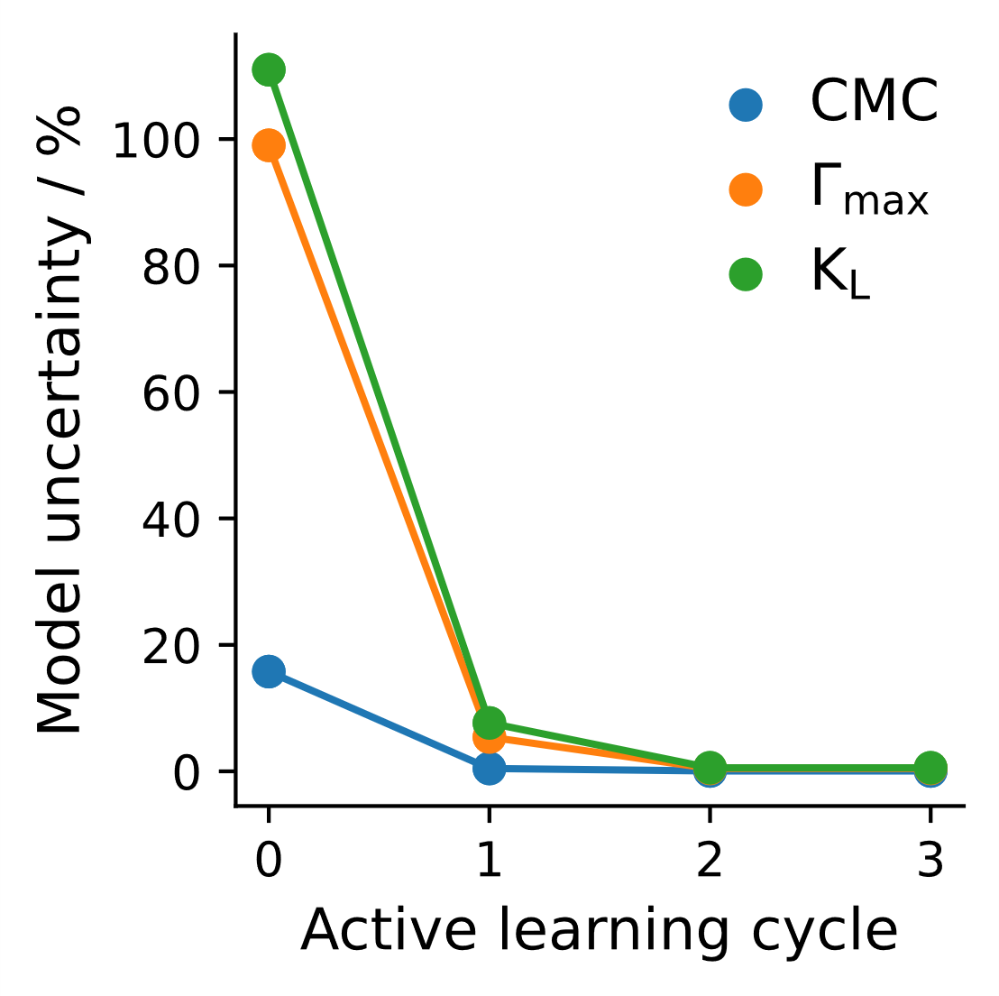 Model uncertainty / %
100
80
60
40
20
0
CMC
Γmax
KL
0 1 2 3
Active learning cycle